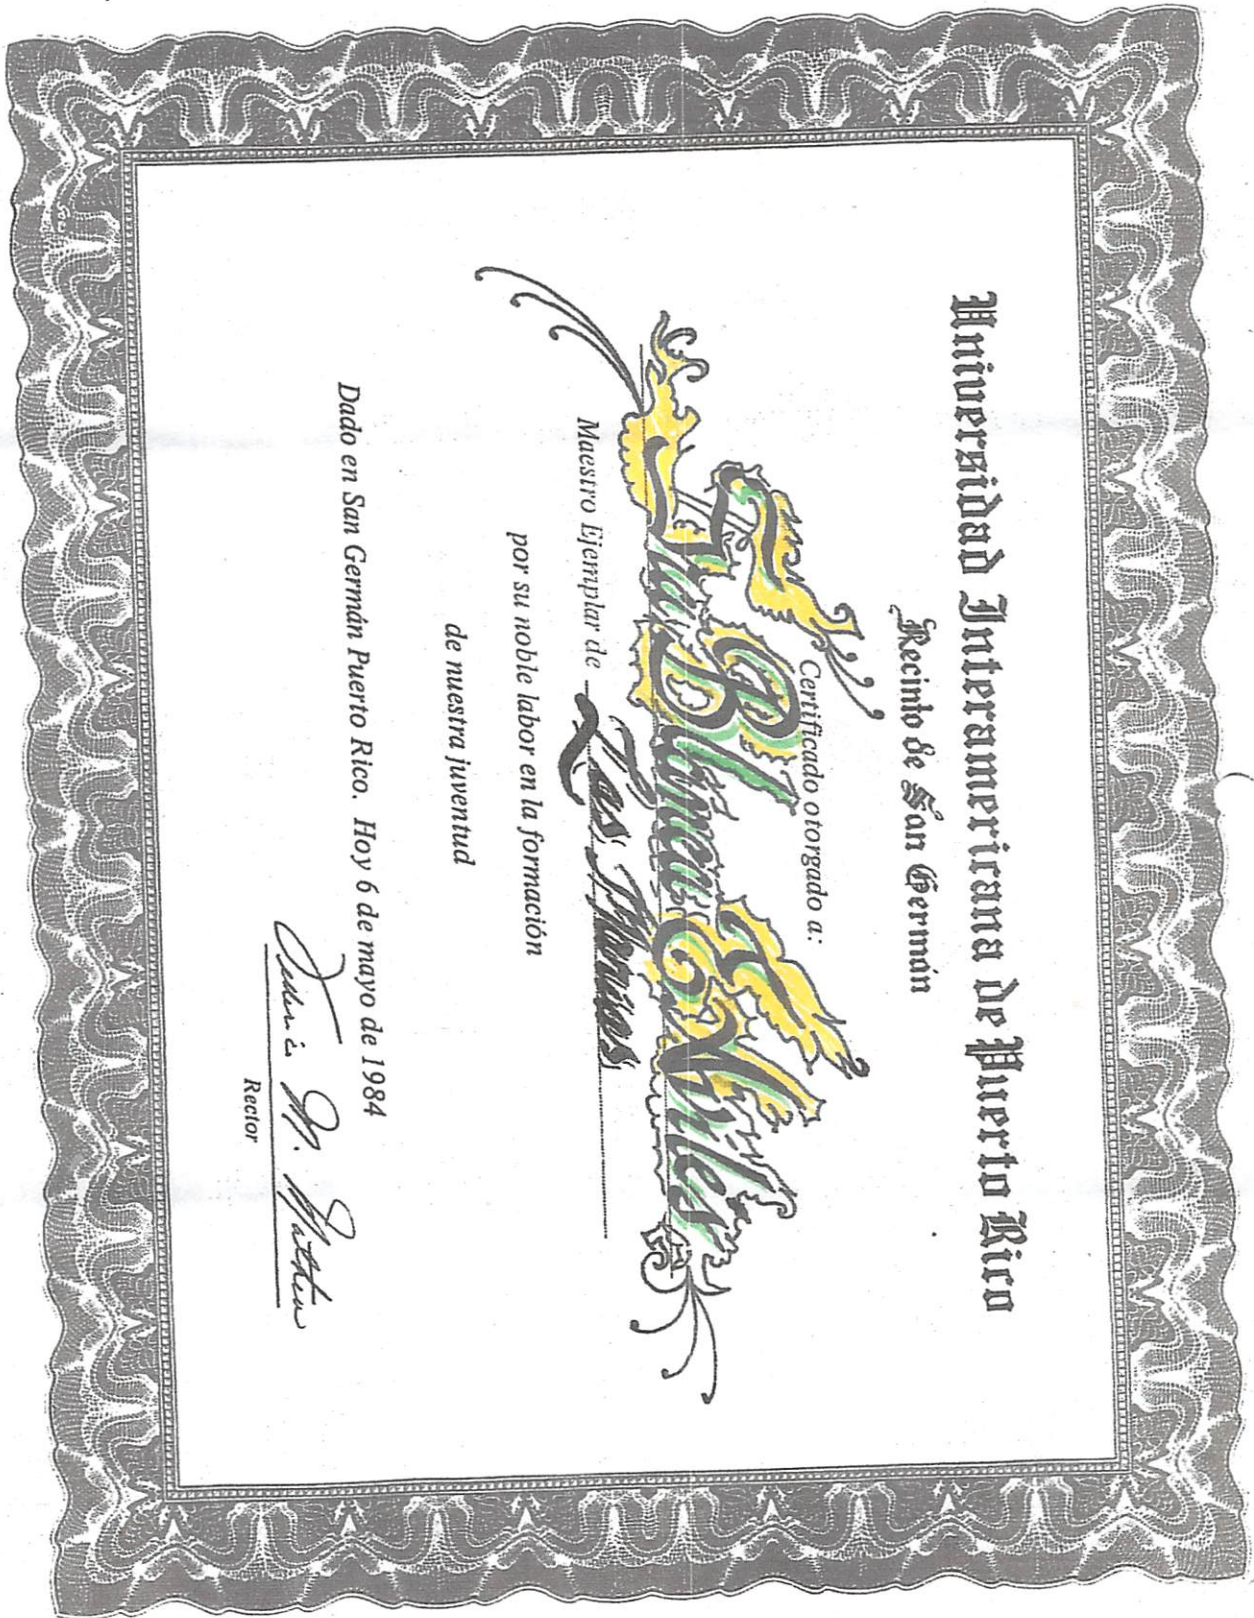 Universidad Interamericana de Puerto Rico
Recinto de San Germán
Certificado otorgado a:
Blanca E. Avilés
Maestro Ejemplar de Las Marías
por su noble labor en la formación
de nuestra juventud
Dado en San Germán Puerto Rico. Hoy 6 de mayo de 1984
Rector